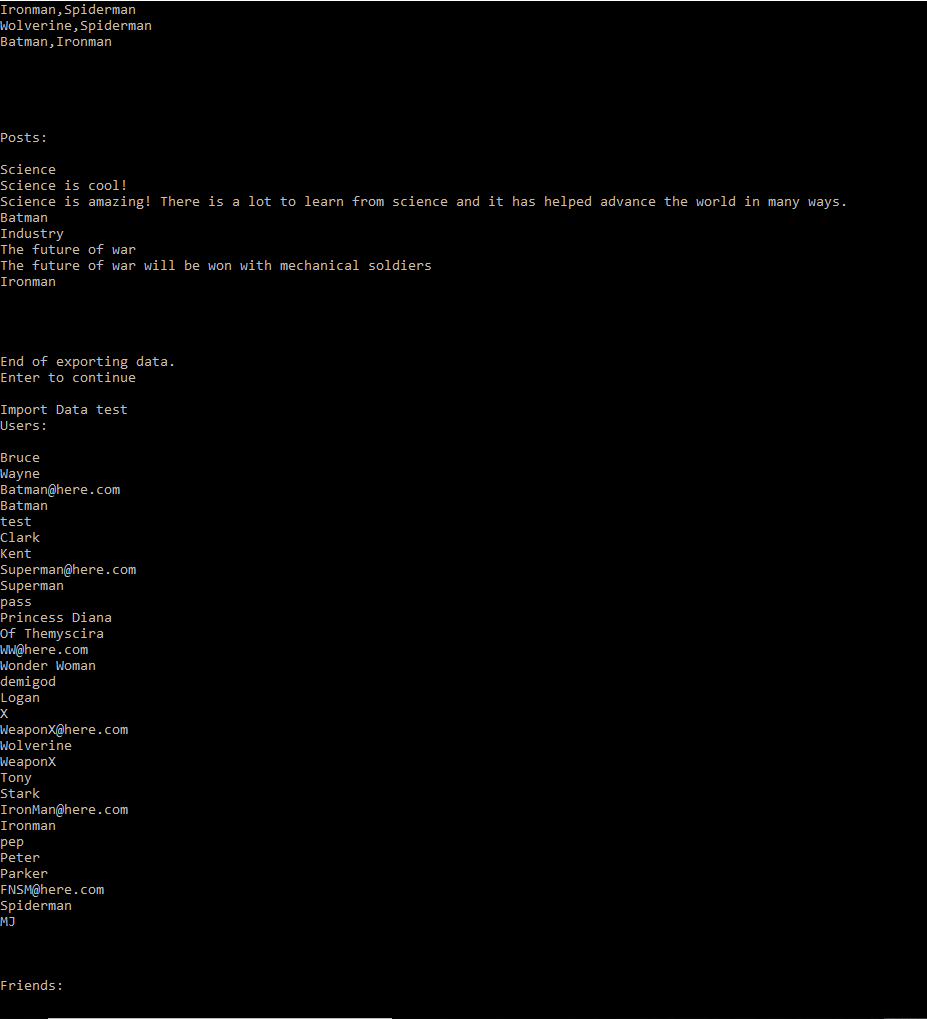 Ironman,Spiderman
Wolverine,Spiderman
Batman,Ironman
Posts:
Science
Science is cool!
Science is amazing! There is a lot to learn from science and it has helped advance the world in many ways.
Batman
Industry
The future of war
The future of war will be won with mechanical soldiers
Ironman
End of exporting data.
Enter to continue
Import Data test
Users:
Bruce
Wayne
Batman@here.com
Batman
test
Clark
Kent
Superman@here.com
Superman
pass
Princess Diana
Of Themyscira
WW@here.com
Wonder Woman
demigod
Logan
X
WeaponX@here.com
Wolverine
WeaponX
Tony
Stark
IronMan@here.com
Ironman
pep
Peter
Parker
FNSM@here.com
Spiderman
MJ
Friends: